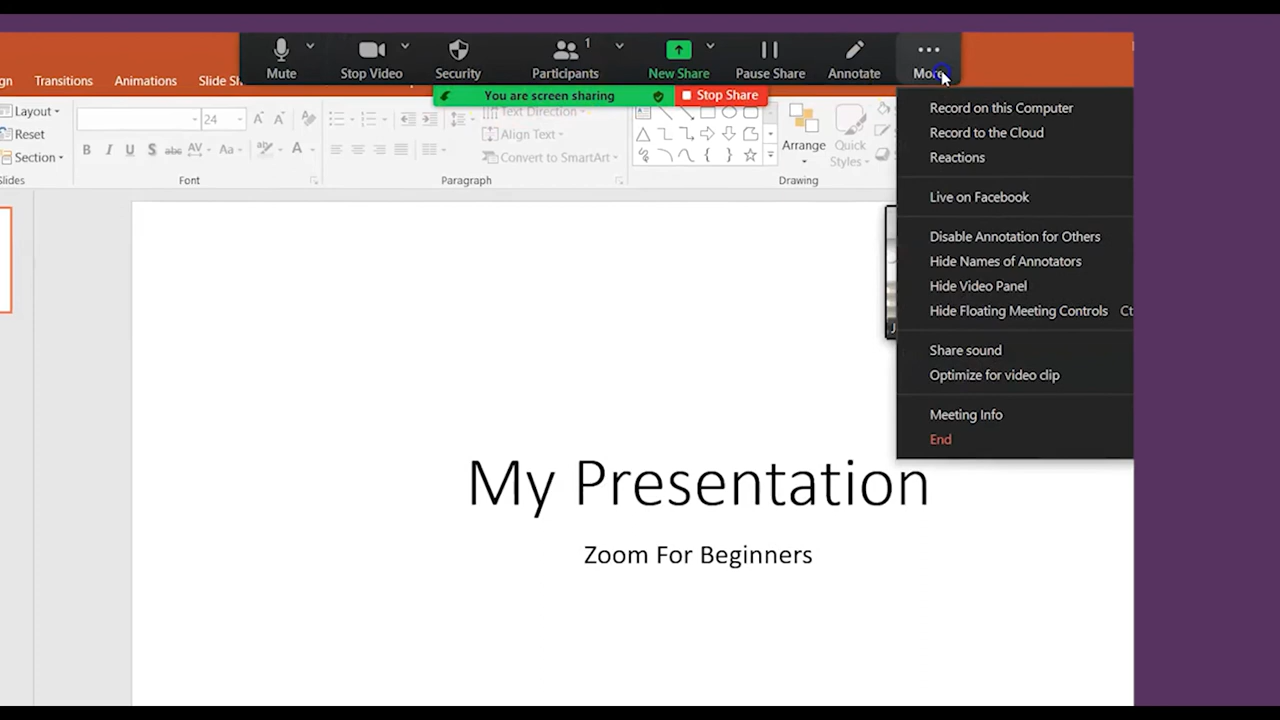 1
Mute
Stop Video
Security
Participants
New Share
Pause Share
Annotate
More
You are screen sharing
Stop Share
Transitions
Animations
Layout
Reset
Section
24
B I U S abc AV Aa A
Text Direction
Align Text
Convert to SmartArt
Arrange
Quick
Styles
Font
Paragraph
Drawing
Record on this Computer
Record to the Cloud
Reactions
Live on Facebook
Disable Annotation for Others
Hide Names of Annotators
Hide Video Panel
Hide Floating Meeting Controls
Share sound
Optimize for video clip
Meeting Info
End
My Presentation
Zoom For Beginners